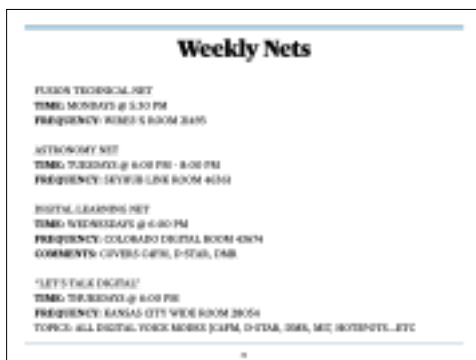 Weekly Nets
FUSION TECHNICAL NET
TIME: MONDAYS @ 5:30 PM
FREQUENCY: WIRES X ROOM
ASTRONOMY NET
TIME: TUESDAYS @ 6:00 PM - 8:00 PM
FREQUENCY: SKYHUB LINK ROOM 46361
DIGITAL LEARNING NET
TIME: WEDNESDAYS @ 6:00 PM
FREQUENCY: COLORADO DIGITAL ROOM
COMMENTS: COVERS C4FM, D-STAR, DMR
"LET'S TALK DIGITAL"
TIME: THURSDAYS @ 6:00 PM
FREQUENCY: KANSAS CITY WIDE ROOM 28054
TOPICS: ALL DIGITAL VOICE MODES [C4FM, D-STAR, DMR, HOTSPOTS...ETC